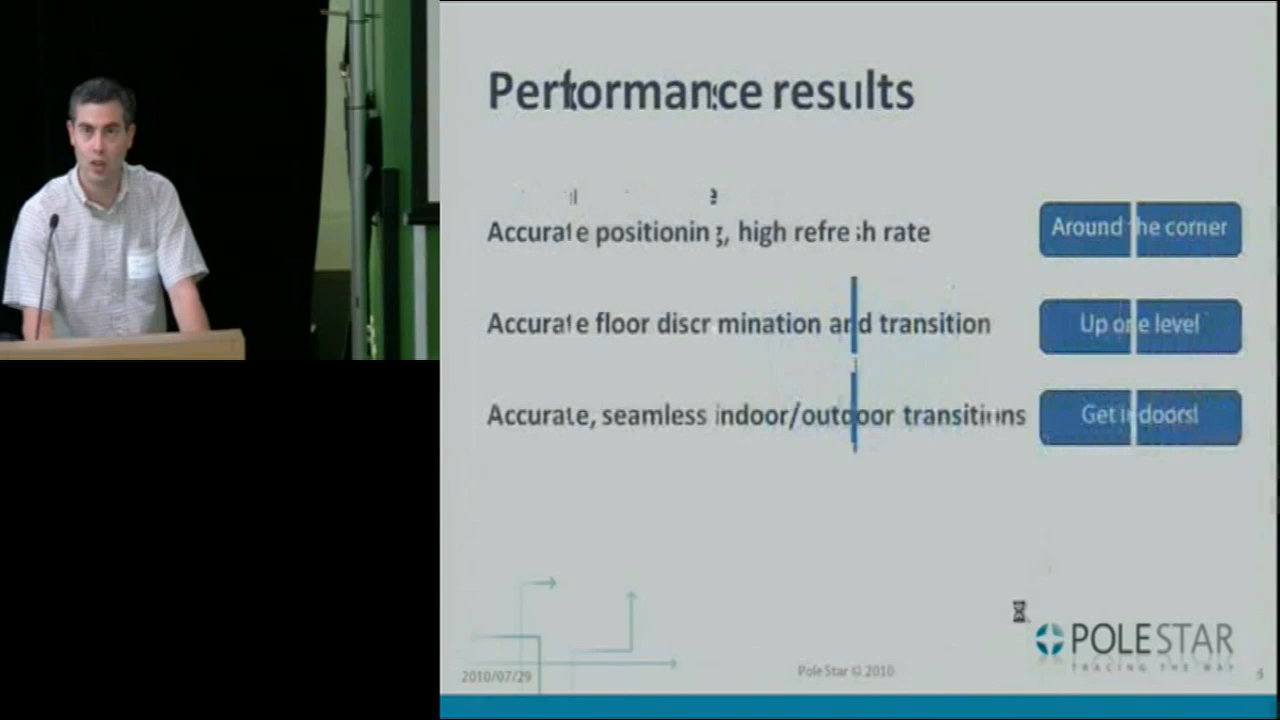 Performance results
Accurate positioning, high refresh rate
Around the corner
Accurate floor discrimination and transition
Up one level
Accurate, seamless indoor/outdoor transitions
Get indoors!
POLESTAR
TRACING THE WAY
2010/07/29
Pole Star © 2010